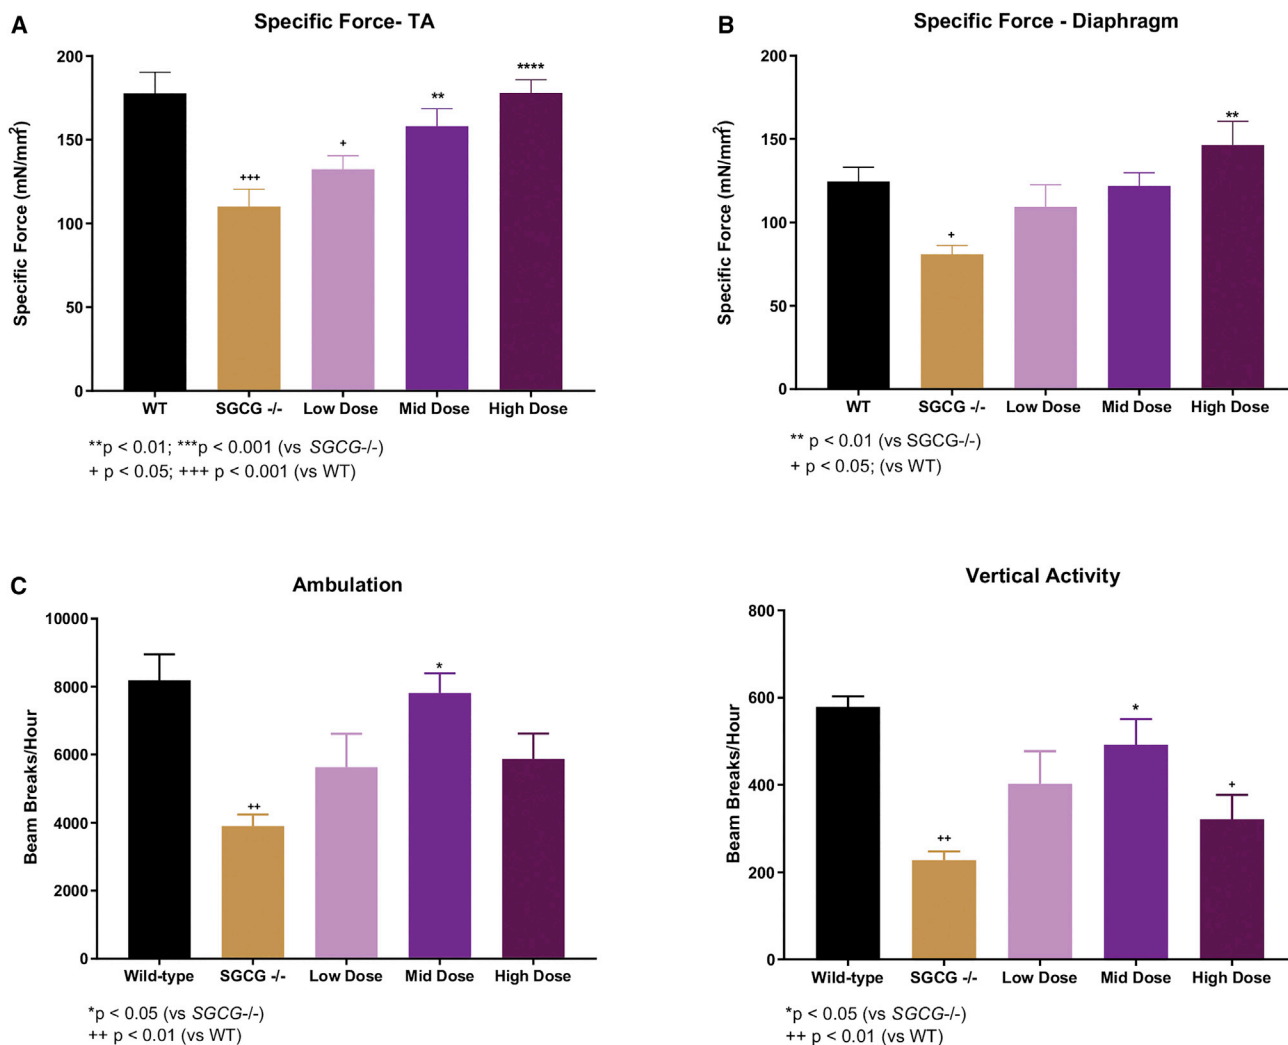 A
Specific Force- TA
Specific Force (mN/mm²)
200
150
100
50
0
+++
+
**
****
WT SGCG -/- Low Dose Mid Dose High Dose
**p < 0.01; ***p < 0.001 (vs SGCG-/-)
+ p < 0.05; +++ p < 0.001 (vs WT)
B
Specific Force - Diaphragm
Specific Force (mN/mm²)
200
150
100
50
0
+
**
WT SGCG -/- Low Dose Mid Dose High Dose
** p < 0.01 (vs SGCG-/-)
+ p < 0.05; (vs WT)
C
Ambulation
Beam Breaks/Hour
10000
8000
6000
4000
2000
0
++
*
Wild-type SGCG -/- Low Dose Mid Dose High Dose
*p < 0.05 (vs SGCG-/-)
++ p < 0.01 (vs WT)
Vertical Activity
Beam Breaks/Hour
800
600
400
200
0
++
*
+
Wild-type SGCG -/- Low Dose Mid Dose High Dose
*p < 0.05 (vs SGCG-/-)
++ p < 0.01 (vs WT)